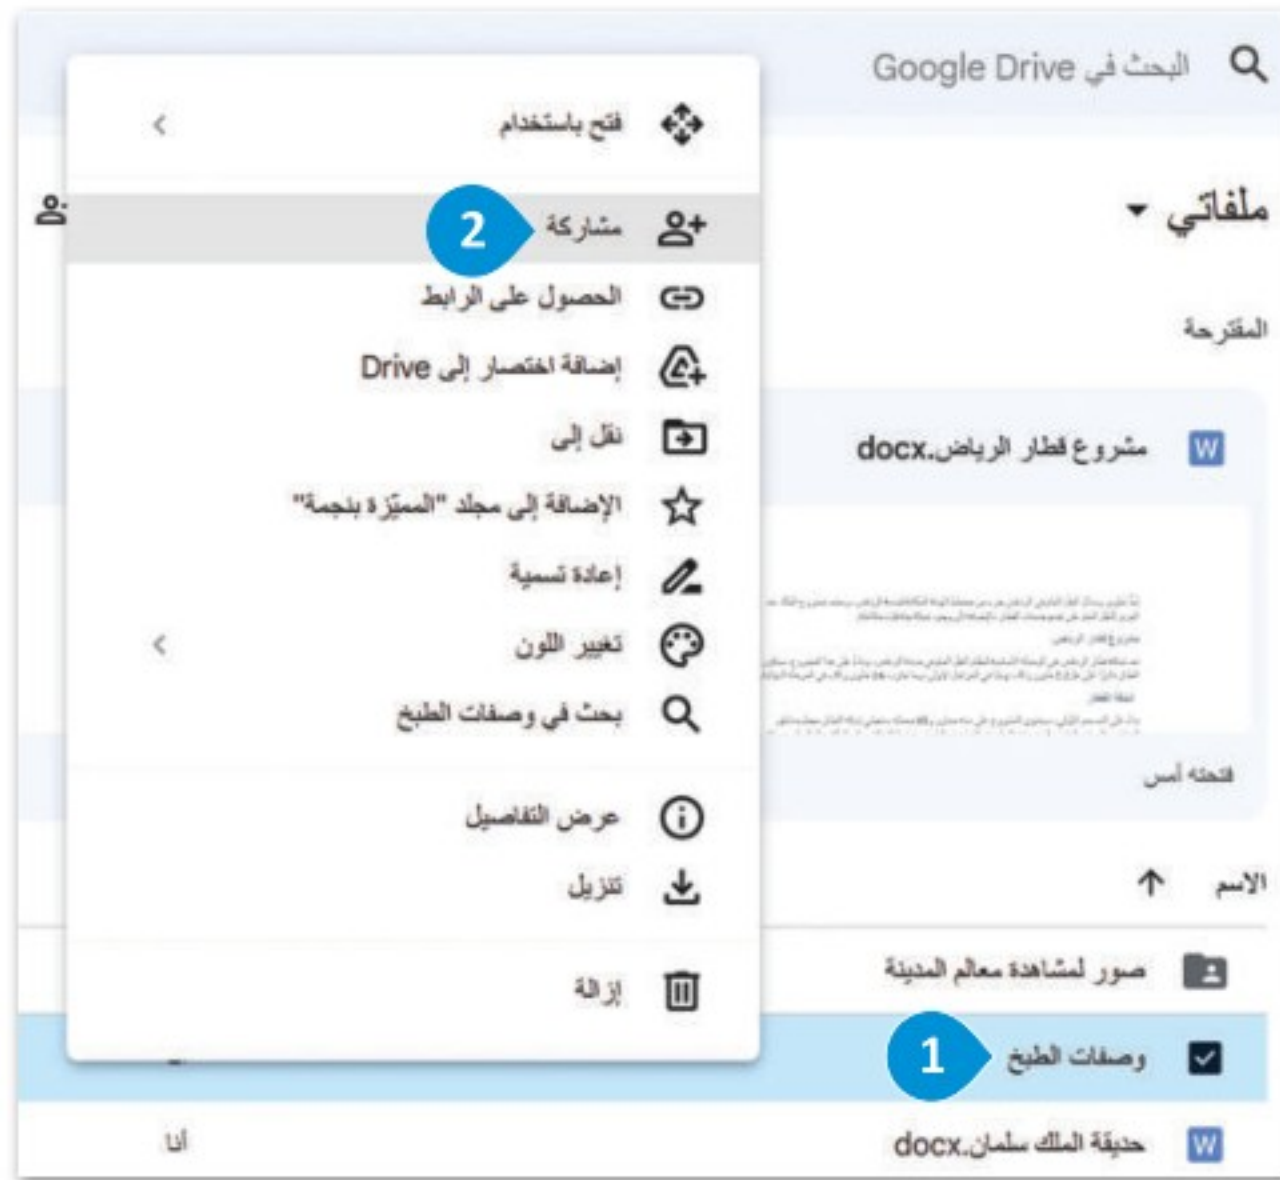 البحث في Google Drive
ملفاتي
المقترحة
مشروع قطار الرياض.docx
فتحته أمس
الاسم
صور لمشاهدة معالم المدينة
وصفات الطبخ
1
حديقة الملك سلمان.docx
أنا
فتح باستخدام
مشاركة
2
الحصول على الرابط
إضافة اختصار إلى Drive
نقل إلى
الإضافة إلى مجلد "المميّزة بنجمة"
إعادة تسمية
تغيير اللون
بحث في وصفات الطبخ
عرض التفاصيل
تنزيل
إزالة